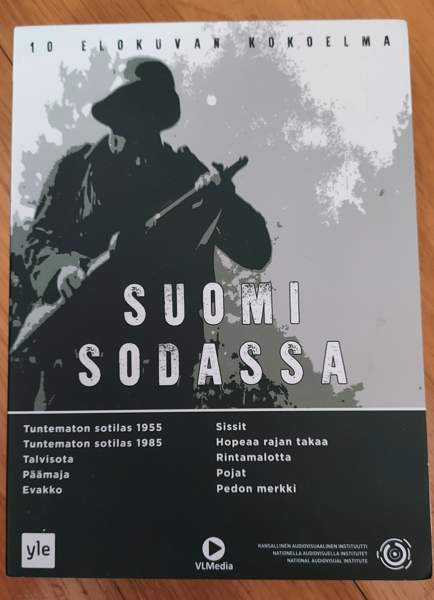 10 ELOKUVAN KOKOELMA
SUOMI
SODASSA
Tuntematon sotilas 1955
Tuntematon sotilas 1985
Talvisota
Päämaja
Evakko
Sissit
Hopeaa rajan takaa
Rintamalotta
Pojat
Pedon merkki
yle
VLMedia
KANSALLINEN AUDIOVISUAALINEN INSTITUUTTI
NATIONELLA AUDIOVISUELLA INSTITUTET
NATIONAL AUDIOVISUAL INSTITUTE